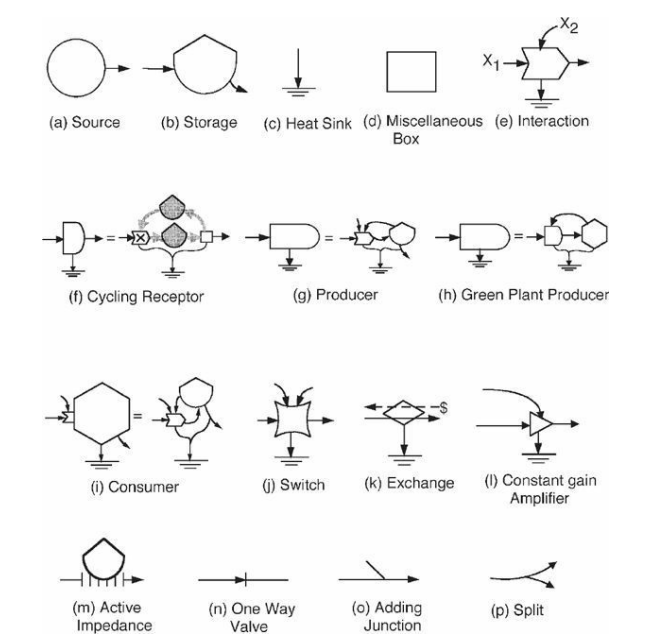 X2
X1
(a) Source (b) Storage (c) Heat Sink (d) Miscellaneous (e) Interaction
Box
X
= =
= =
(f) Cycling Receptor (g) Producer (h) Green Plant Producer
=
$
(i) Consumer (j) Switch (k) Exchange (l) Constant gain
Amplifier
(m) Active (n) One Way (o) Adding (p) Split
Impedance Valve Junction